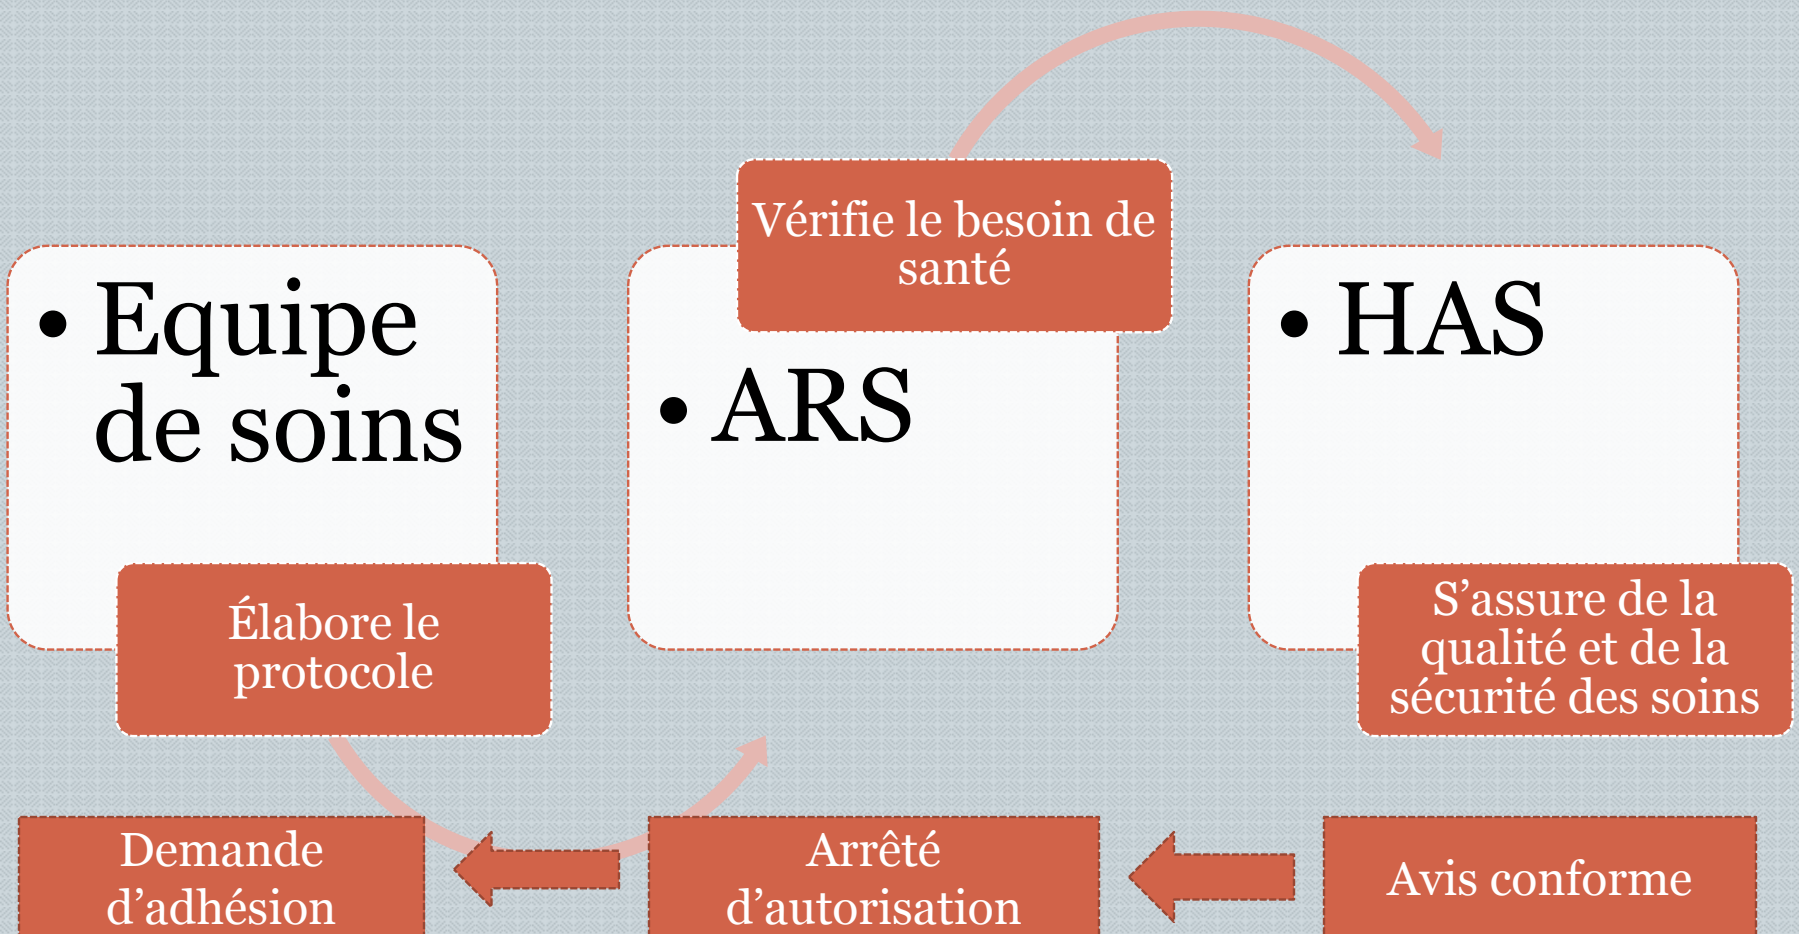 • Equipe
de soins
Élabore le
protocole
Vérifie le besoin de
santé
• ARS
• HAS
S’assure de la
qualité et de la
sécurité des soins
Demande
d’adhésion
Arrêté
d’autorisation
Avis conforme